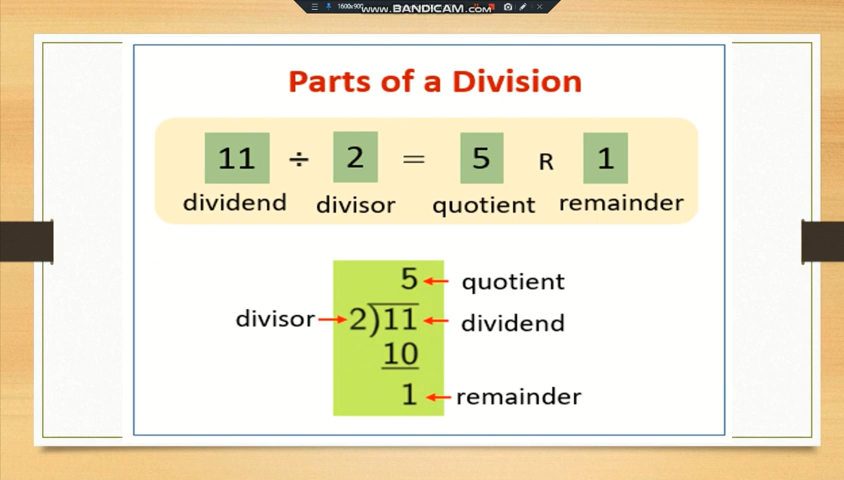 1600x900
www.BANDICAM.com
Parts of a Division
11 ÷ 2 = 5 R 1
dividend divisor quotient remainder
5 quotient
divisor 2)11 dividend
10
1 remainder